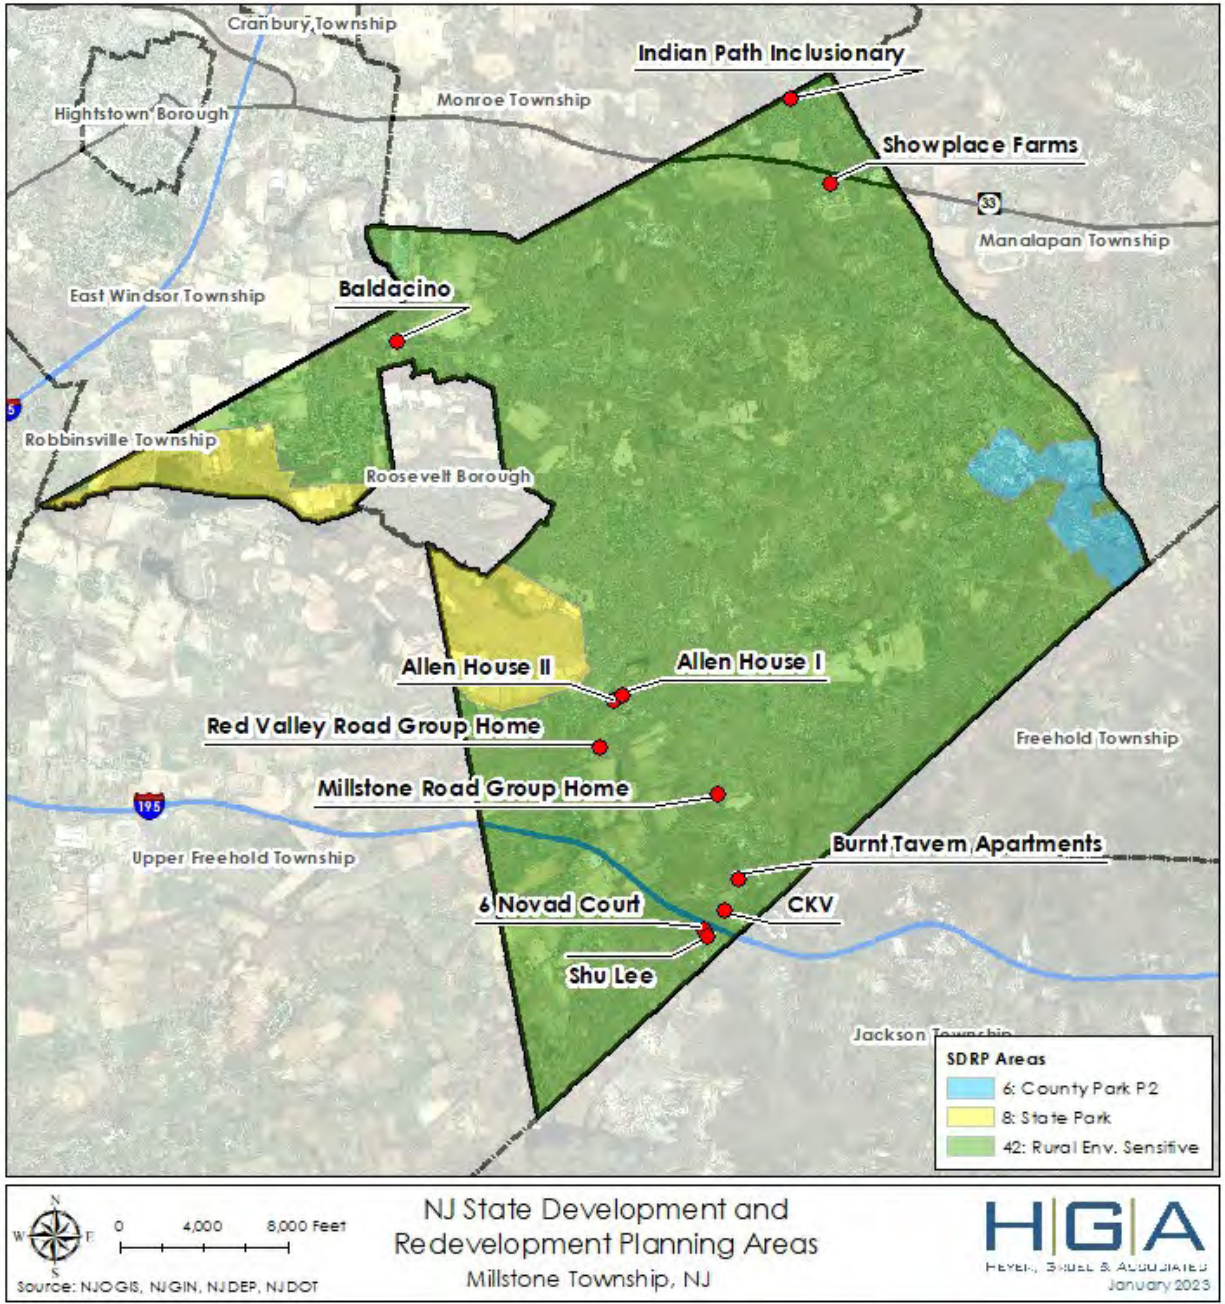 Cranbury Township
Indian Path Inclusionary
Monroe Township
Hightstown Borough
Showplace Farms
33
Manalapan Township
Baldacino
East Windsor Township
5
Robbinsville Township
Roosevelt Borough
Allen House II
Allen House I
Red Valley Road Group Home
Freehold Township
Millstone Road Group Home
195
Burnt Tavern Apartments
Upper Freehold Township
6 Novad Court
CKV
Shu Lee
Jackson Township
SDRP Areas
6: County Park P2
8: State Park
42: Rural Env. Sensitive
N
W E
S
0 4,000 8,000 Feet
Source: NJOGIS, NJGIN, NJDEP, NJDOT
NJ State Development and
Redevelopment Planning Areas
Millstone Township, NJ
H|G|A
HEYER, GRUEL & ASSOCIATES
January 2023